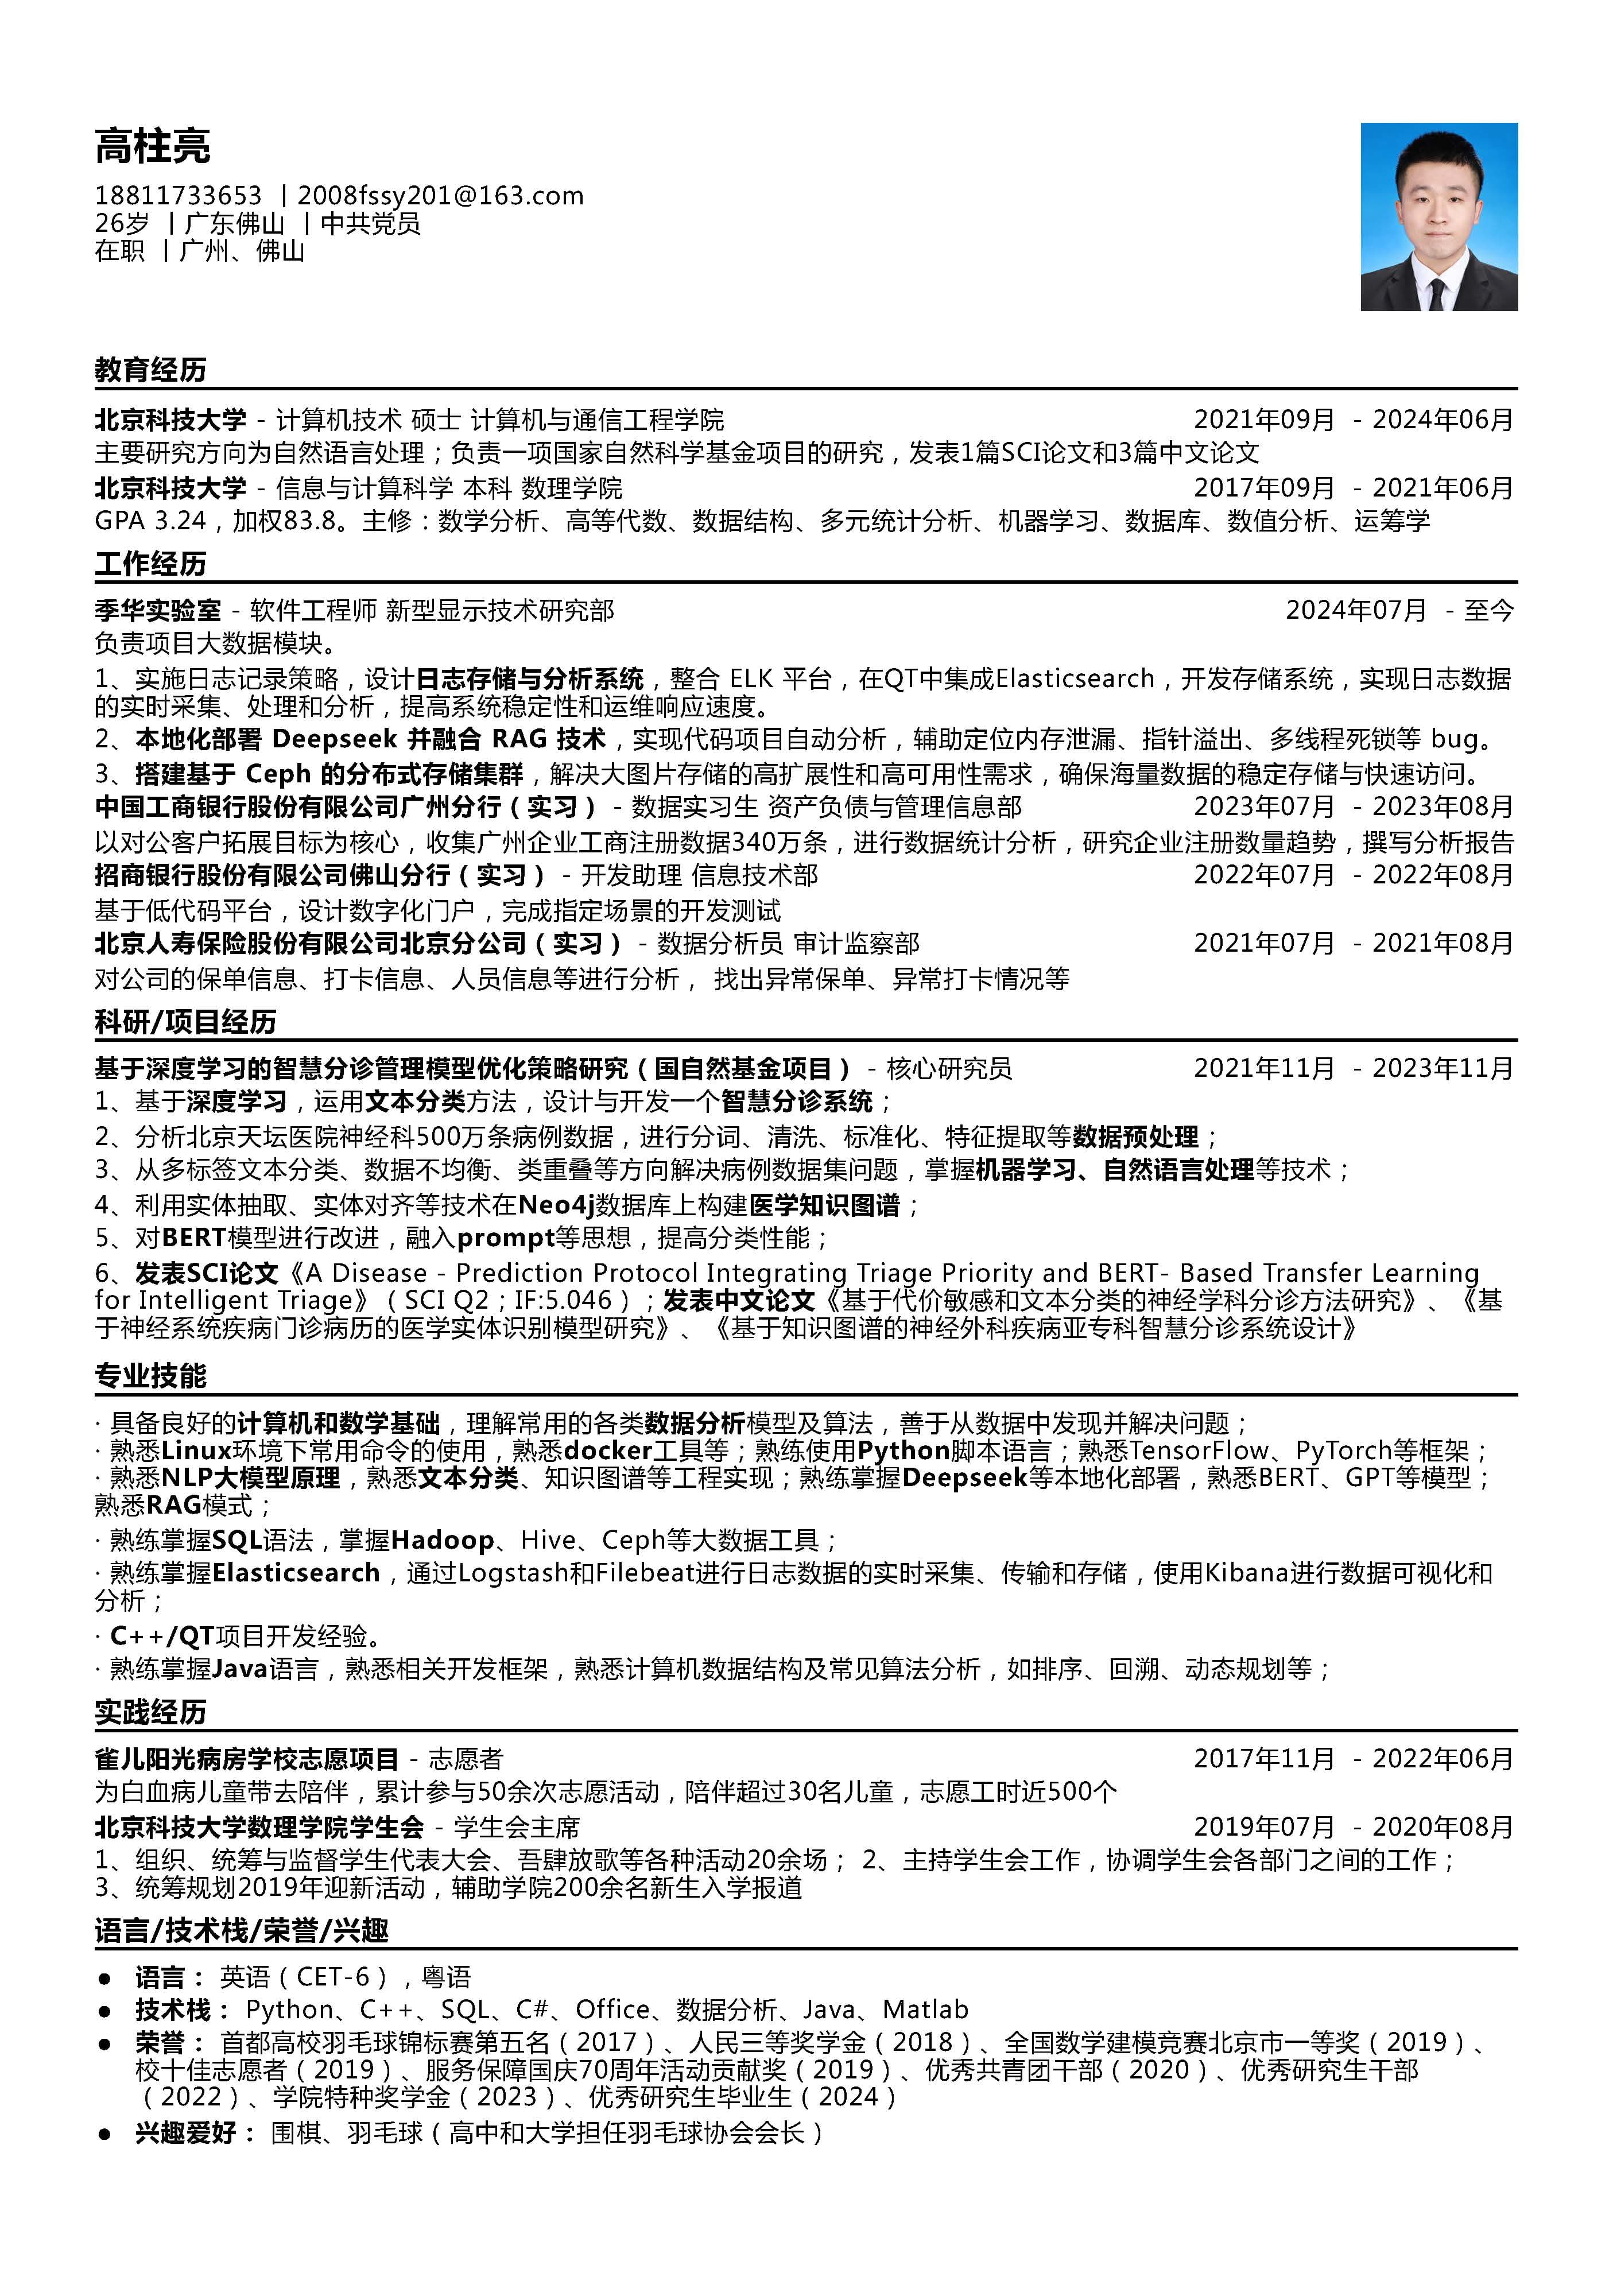 高柱亮
18811733653 | 2008fssy201@163.com
26岁 | 广东佛山 | 中共党员
在职 | 广州、佛山
教育经历
北京科技大学 - 计算机技术 硕士 计算机与通信工程学院 2021年09月 - 2024年06月
主要研究方向为自然语言处理；负责一项国家自然科学基金项目的研究，发表1篇SCI论文和3篇中文论文
北京科技大学 - 信息与计算科学 本科 数理学院 2017年09月 - 2021年06月
GPA 3.24，加权83.8。主修：数学分析、高等代数、数据结构、多元统计分析、机器学习、数据库、数值分析、运筹学
工作经历
季华实验室 - 软件工程师 新型显示技术研究部 2024年07月 - 至今
负责项目大数据模块。
1、实施日志记录策略，设计日志存储与分析系统，整合 ELK 平台，在QT中集成Elasticsearch，开发存储系统，实现日志数据
的实时采集、处理和分析，提高系统稳定性和运维响应速度。
2、本地化部署 Deepseek 并融合 RAG 技术，实现代码项目自动分析，辅助定位内存泄漏、指针溢出、多线程死锁等 bug。
3、搭建基于 Ceph 的分布式存储集群，解决大图片存储的高扩展性和高可用性需求，确保海量数据的稳定存储与快速访问。
中国工商银行股份有限公司广州分行（实习） - 数据实习生 资产负债与管理信息部 2023年07月 - 2023年08月
以对公客户拓展目标为核心，收集广州企业工商注册数据340万条，进行数据统计分析，研究企业注册数量趋势，撰写分析报告
招商银行股份有限公司佛山分行（实习） - 开发助理 信息技术部 2022年07月 - 2022年08月
基于低代码平台，设计数字化门户，完成指定场景的开发测试
北京人寿保险股份有限公司北京分公司（实习） - 数据分析员 审计监察部 2021年07月 - 2021年08月
对公司的保单信息、打卡信息、人员信息等进行分析， 找出异常保单、异常打卡情况等
科研/项目经历
基于深度学习的智慧分诊管理模型优化策略研究（国自然基金项目） - 核心研究员 2021年11月 - 2023年11月
1、基于深度学习，运用文本分类方法，设计与开发一个智慧分诊系统；
2、分析北京天坛医院神经科500万条病例数据，进行分词、清洗、标准化、特征提取等数据预处理；
3、从多标签文本分类、数据不均衡、类重叠等方向解决病例数据集问题，掌握机器学习、自然语言处理等技术；
4、利用实体抽取、实体对齐等技术在Neo4j数据库上构建医学知识图谱；
5、对BERT模型进行改进，融入prompt等思想，提高分类性能；
6、发表SCI论文《A Disease - Prediction Protocol Integrating Triage Priority and BERT- Based Transfer Learning
for Intelligent Triage》（SCI Q2；IF:5.046）；发表中文论文《基于代价敏感和文本分类的神经学科分诊方法研究》、《基
于神经系统疾病门诊病历的医学实体识别模型研究》、《基于知识图谱的神经外科疾病亚专科智慧分诊系统设计》
专业技能
· 具备良好的计算机和数学基础，理解常用的各类数据分析模型及算法，善于从数据中发现并解决问题；
· 熟悉Linux环境下常用命令的使用，熟悉docker工具等；熟练使用Python脚本语言；熟悉TensorFlow、PyTorch等框架；
· 熟悉NLP大模型原理，熟悉文本分类、知识图谱等工程实现；熟练掌握Deepseek等本地化部署，熟悉BERT、GPT等模型；
熟悉RAG模式；
· 熟练掌握SQL语法，掌握Hadoop、Hive、Ceph等大数据工具；
· 熟练掌握Elasticsearch，通过Logstash和Filebeat进行日志数据的实时采集、传输和存储，使用Kibana进行数据可视化和
分析；
· C++/QT项目开发经验。
· 熟练掌握Java语言，熟悉相关开发框架，熟悉计算机数据结构及常见算法分析，如排序、回溯、动态规划等；
实践经历
雀儿阳光病房学校志愿项目 - 志愿者 2017年11月 - 2022年06月
为白血病儿童带去陪伴，累计参与50余次志愿活动，陪伴超过30名儿童，志愿工时近500个
北京科技大学数理学院学生会 - 学生会主席 2019年07月 - 2020年08月
1、组织、统筹与监督学生代表大会、吾肆放歌等各种活动20余场； 2、主持学生会工作，协调学生会各部门之间的工作；
3、统筹规划2019年迎新活动，辅助学院200余名新生入学报道
语言/技术栈/荣誉/兴趣
● 语言： 英语（CET-6），粤语
● 技术栈： Python、C++、SQL、C#、Office、数据分析、Java、Matlab
● 荣誉： 首都高校羽毛球锦标赛第五名（2017）、人民三等奖学金（2018）、全国数学建模竞赛北京市一等奖（2019）、
校十佳志愿者（2019）、服务保障国庆70周年活动贡献奖（2019）、优秀共青团干部（2020）、优秀研究生干部
（2022）、学院特种奖学金（2023）、优秀研究生毕业生（2024）
● 兴趣爱好： 围棋、羽毛球（高中和大学担任羽毛球协会会长）